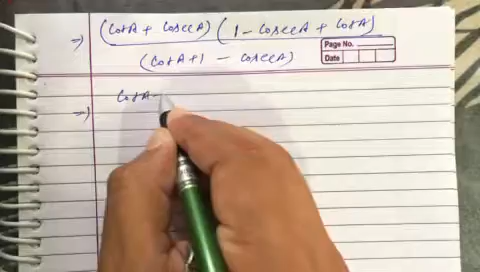 =) (cotA + cosecA) (1 - cosecA + cotA)
(cotA+1 - cosecA)
Page No.
Date
=) cotA -